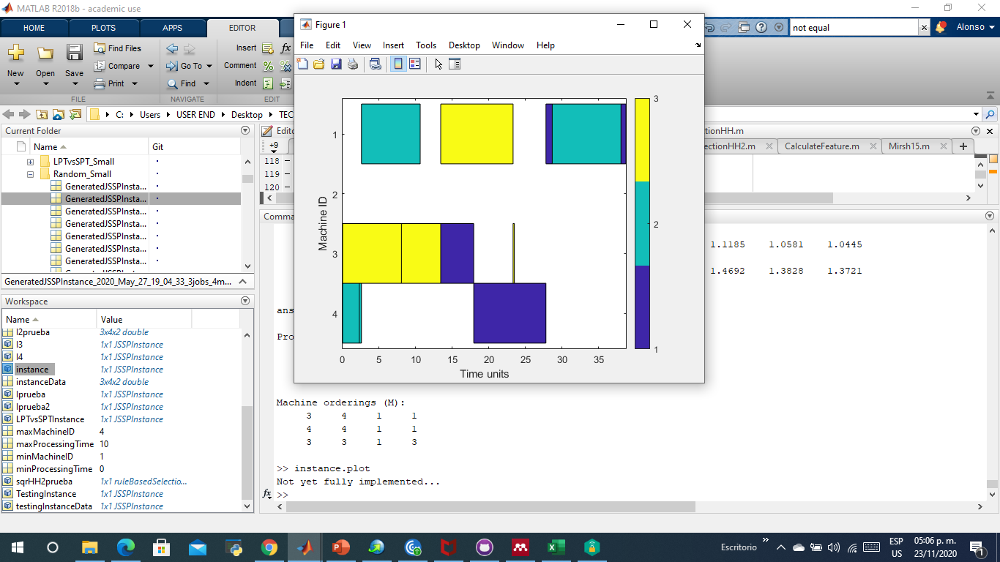 MATLAB R2018b - academic use
HOME
PLOTS
APPS
EDITOR
not equal
Alonso
New
Open
Save
Find Files
Compare
Print
Go To
Find
Insert
fx
Comment
Indent
FILE
NAVIGATE
EDIT
C:
Users
USER END
Desktop
TEC
Current Folder
Name
Git
LPTvsSPT_Small
Random_Small
GeneratedJSSPInsta...
GeneratedJSSPInsta...
GeneratedJSSPInsta...
GeneratedJSSPInsta...
GeneratedJSSPInsta...
GeneratedJSSPInsta...
GeneratedJSSPInsta...
GeneratedJSSPInstance_2020_May_27_19_04_33_3jobs_4m...
Workspace
Name
Value
I2prueba 3x4x2 double
I3 1x1 JSSPInstance
I4 1x1 JSSPInstance
instance 1x1 JSSPInstance
instanceData 3x4x2 double
Iprueba 1x1 JSSPInstance
Iprueba2 1x1 JSSPInstance
LPTvsSPTInstance 1x1 JSSPInstance
maxMachineID 4
maxProcessingTime 10
minMachineID 1
minProcessingTime 0
sqrHH2prueba 1x1 ruleBasedSelectio...
TestingInstance 1x1 JSSPInstance
testingInstanceData 1x1 JSSPInstance
Figure 1
File Edit View Insert Tools Desktop Window Help
Machine ID
1
2
3
4
0 5 10 15 20 25 30 35
Time units
3
2
1
Edito
ctionHH.m
+9
ectionHH2.m
CalculateFeature.m
Mirsh15.m
118 –
119 –
120
Comma
1.1185 1.0581 1.0445
1.4692 1.3828 1.3721
ans
Pro
Machine orderings (M):
3 4 1 1
4 4 1 1
3 3 1 3
>> instance.plot
Not yet fully implemented...
fx >>
Escritorio
ESP
US
05:06 p. m.
23/11/2020
1